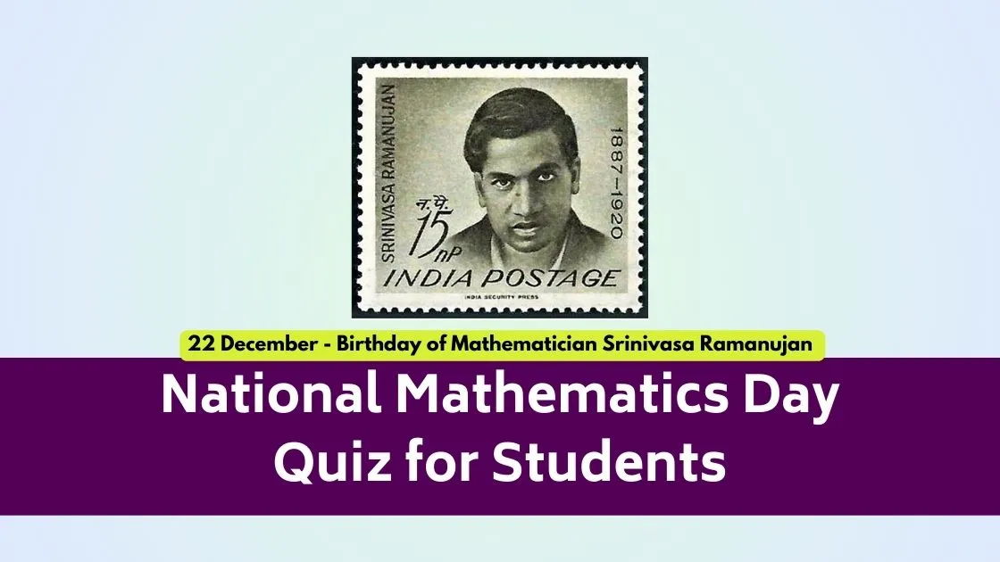 SRINIVASA RAMANUJAN
1887–1920
न.पै.
15
nP
INDIA POSTAGE
INDIA SECURITY PRESS
22 December - Birthday of Mathematician Srinivasa Ramanujan
National Mathematics Day
Quiz for Students